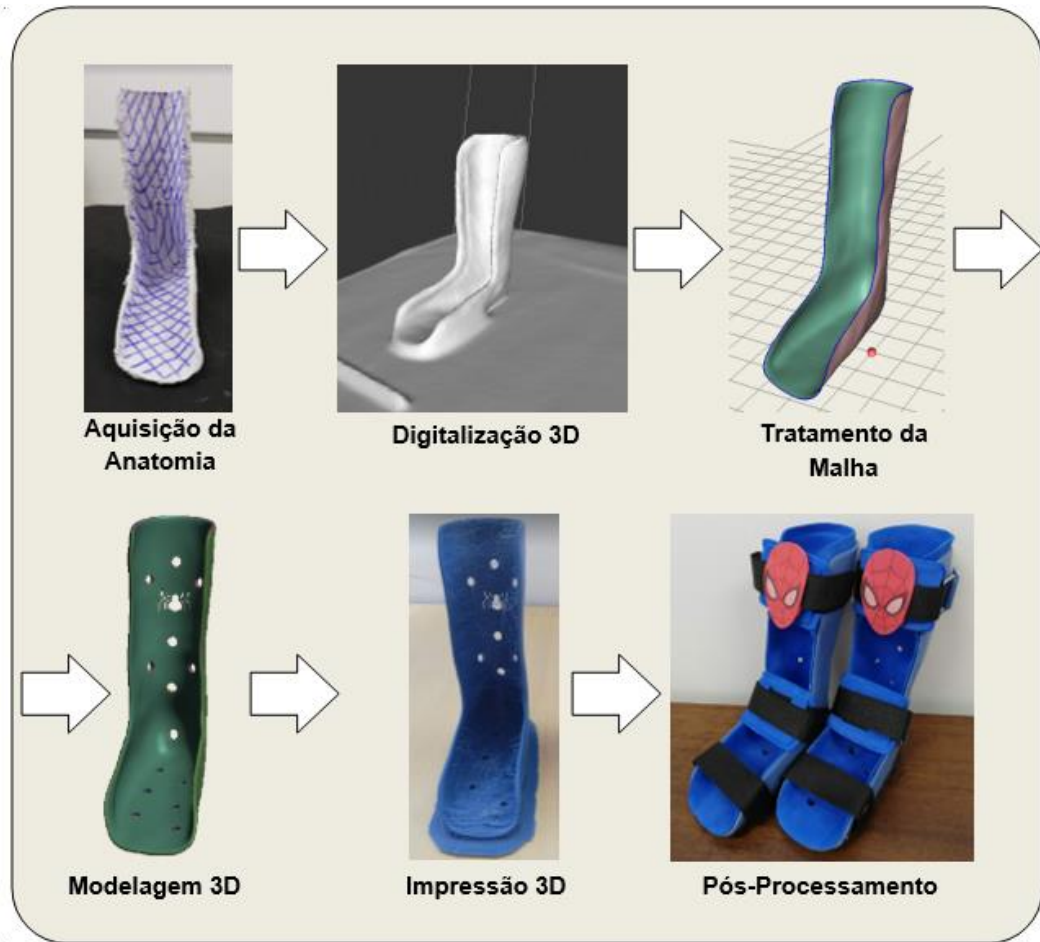 Aquisição da
Anatomia
Digitalização 3D
Tratamento da
Malha
Modelagem 3D
Impressão 3D
Pós-Processamento